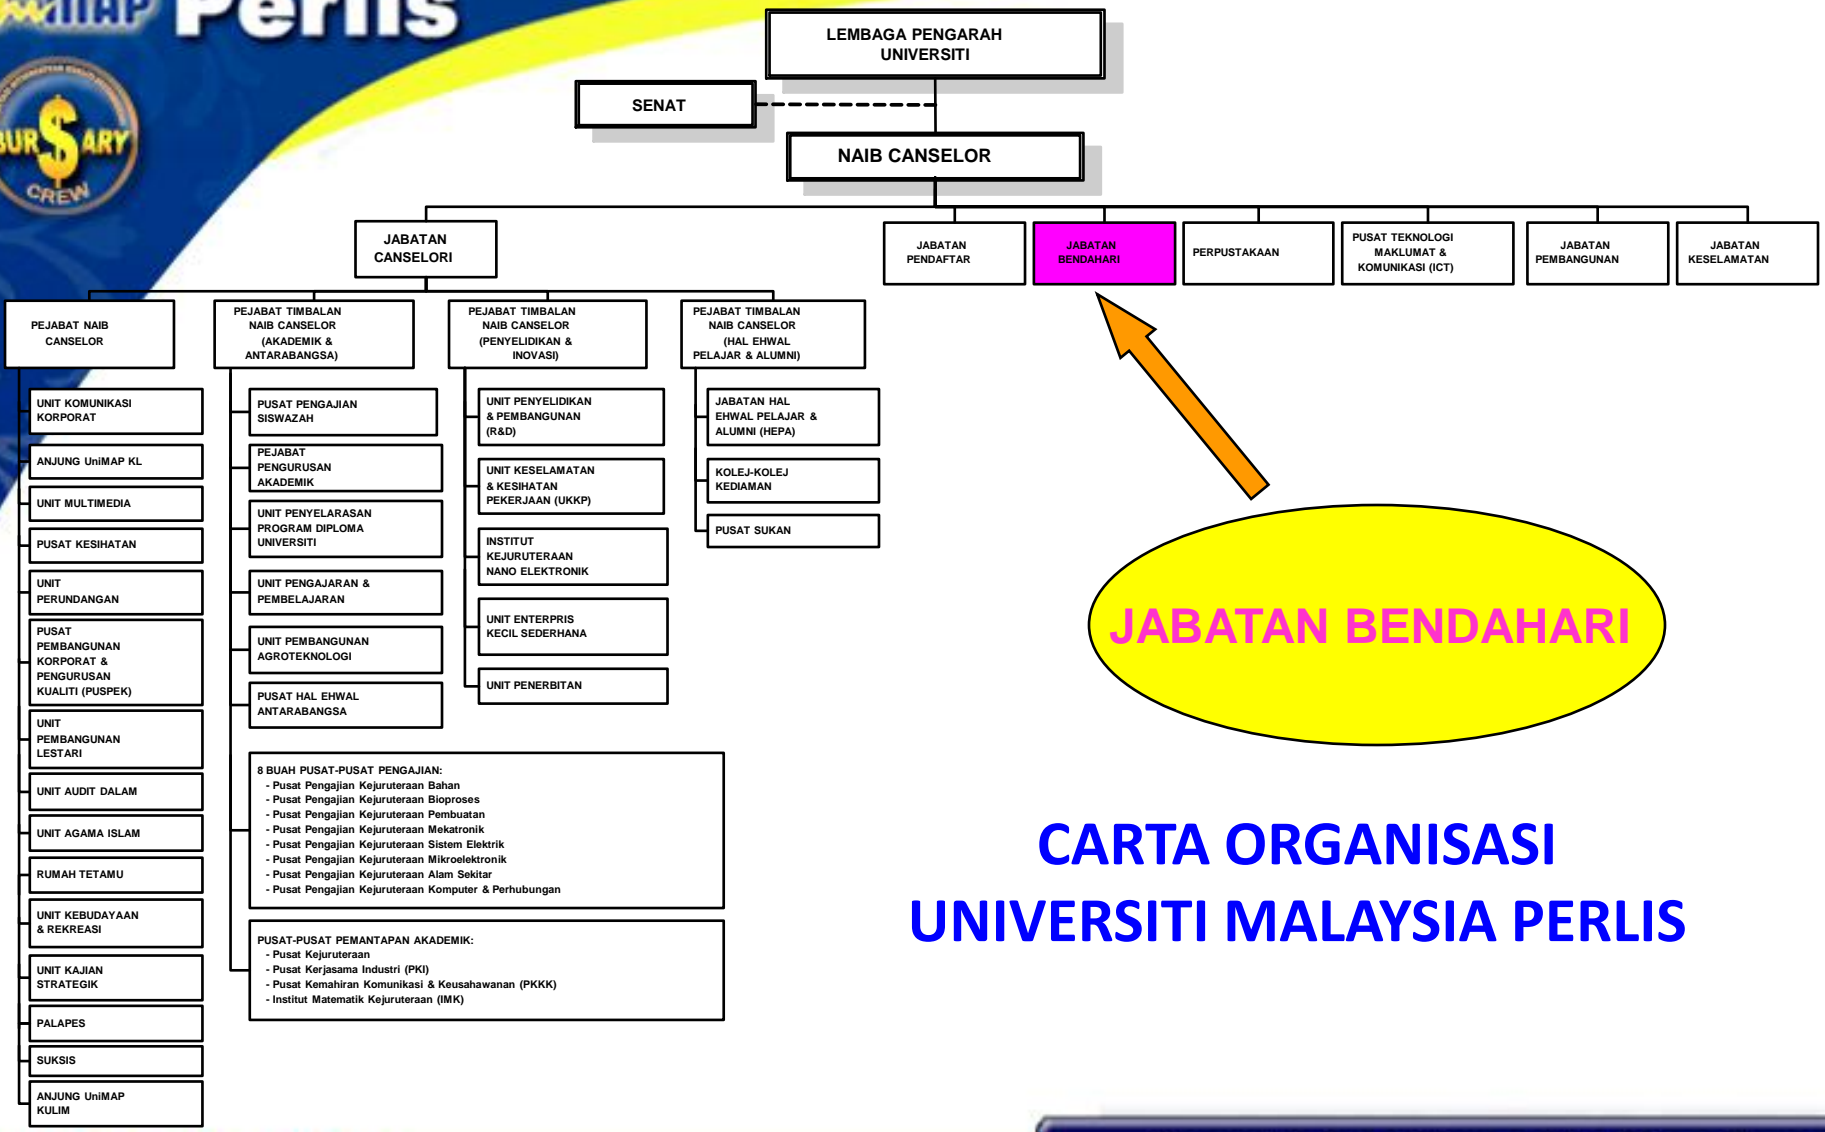 Perlis
BURSARY
CREW
LEMBAGA PENGARAH
UNIVERSITI
SENAT
NAIB CANSELOR
JABATAN
CANSELORI
JABATAN
PENDAFTAR
JABATAN
BENDAHARI
PERPUSTAKAAN
PUSAT TEKNOLOGI
MAKLUMAT &
KOMUNIKASI (ICT)
JABATAN
PEMBANGUNAN
JABATAN
KESELAMATAN
PEJABAT NAIB
CANSELOR
PEJABAT TIMBALAN
NAIB CANSELOR
(AKADEMIK &
ANTARABANGSA)
PEJABAT TIMBALAN
NAIB CANSELOR
(PENYELIDIKAN &
INOVASI)
PEJABAT TIMBALAN
NAIB CANSELOR
(HAL EHWAL
PELAJAR & ALUMNI)
UNIT KOMUNIKASI
KORPORAT
ANJUNG UniMAP KL
UNIT MULTIMEDIA
PUSAT KESIHATAN
UNIT
PERUNDANGAN
PUSAT
PEMBANGUNAN
KORPORAT &
PENGURUSAN
KUALITI (PUSPEK)
UNIT
PEMBANGUNAN
LESTARI
UNIT AUDIT DALAM
UNIT AGAMA ISLAM
RUMAH TETAMU
UNIT KEBUDAYAAN
& REKREASI
UNIT KAJIAN
STRATEGIK
PALAPES
SUKSIS
ANJUNG UniMAP
KULIM
PUSAT PENGAJIAN
SISWAZAH
PEJABAT
PENGURUSAN
AKADEMIK
UNIT PENYELARASAN
PROGRAM DIPLOMA
UNIVERSITI
UNIT PENGAJARAN &
PEMBELAJARAN
UNIT PEMBANGUNAN
AGROTEKNOLOGI
PUSAT HAL EHWAL
ANTARABANGSA
8 BUAH PUSAT-PUSAT PENGAJIAN:
- Pusat Pengajian Kejuruteraan Bahan
- Pusat Pengajian Kejuruteraan Bioproses
- Pusat Pengajian Kejuruteraan Pembuatan
- Pusat Pengajian Kejuruteraan Mekatronik
- Pusat Pengajian Kejuruteraan Sistem Elektrik
- Pusat Pengajian Kejuruteraan Mikroelektronik
- Pusat Pengajian Kejuruteraan Alam Sekitar
- Pusat Pengajian Kejuruteraan Komputer & Perhubungan
PUSAT-PUSAT PEMANTAPAN AKADEMIK:
- Pusat Kejuruteraan
- Pusat Kerjasama Industri (PKI)
- Pusat Kemahiran Komunikasi & Keusahawanan (PKKK)
- Institut Matematik Kejuruteraan (IMK)
UNIT PENYELIDIKAN
& PEMBANGUNAN
(R&D)
UNIT KESELAMATAN
& KESIHATAN
PEKERJAAN (UKKP)
INSTITUT
KEJURUTERAAN
NANO ELEKTRONIK
UNIT ENTERPRIS
KECIL SEDERHANA
UNIT PENERBITAN
JABATAN HAL
EHWAL PELAJAR &
ALUMNI (HEPA)
KOLEJ-KOLEJ
KEDIAMAN
PUSAT SUKAN
JABATAN BENDAHARI
CARTA ORGANISASI
UNIVERSITI MALAYSIA PERLIS